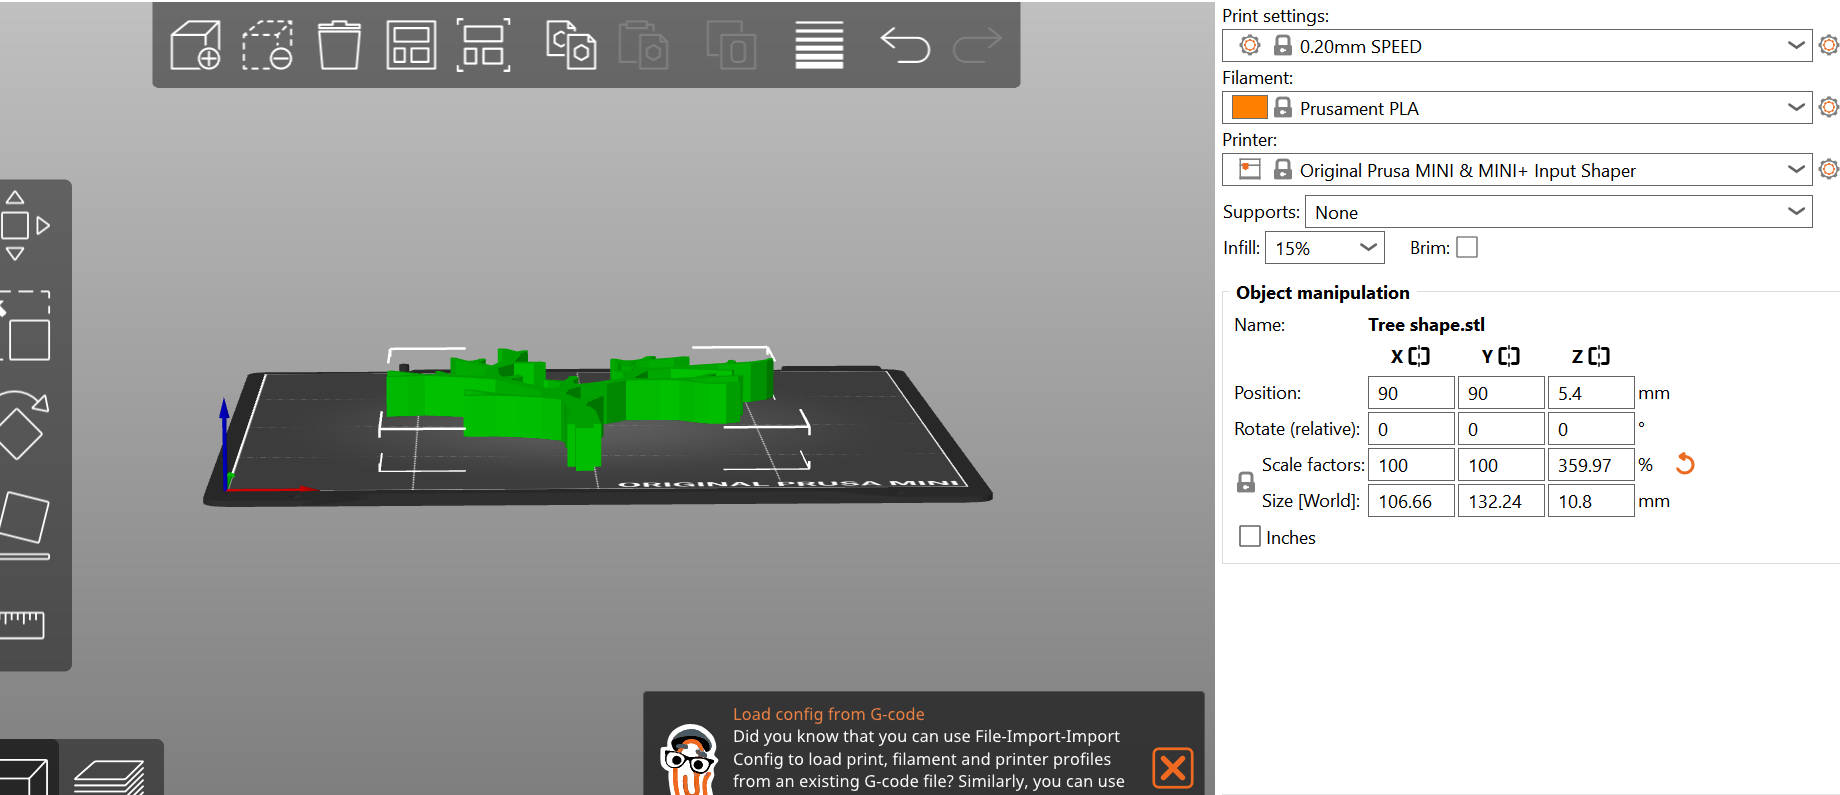 Print settings:
0.20mm SPEED
Filament:
Prusament PLA
Printer:
Original Prusa MINI & MINI+ Input Shaper
Supports: None
Infill: 15% Brim:
Object manipulation
Name: Tree shape.stl
X Y Z
Position: 90 90 5.4 mm
Rotate (relative): 0 0 0 °
Scale factors: 100 100 359.97 %
Size [World]: 106.66 132.24 10.8 mm
Inches
ORIGINAL PRUSA MINI
Load config from G-code
Did you know that you can use File-Import-Import
Config to load print, filament and printer profiles
from an existing G-code file? Similarly, you can use